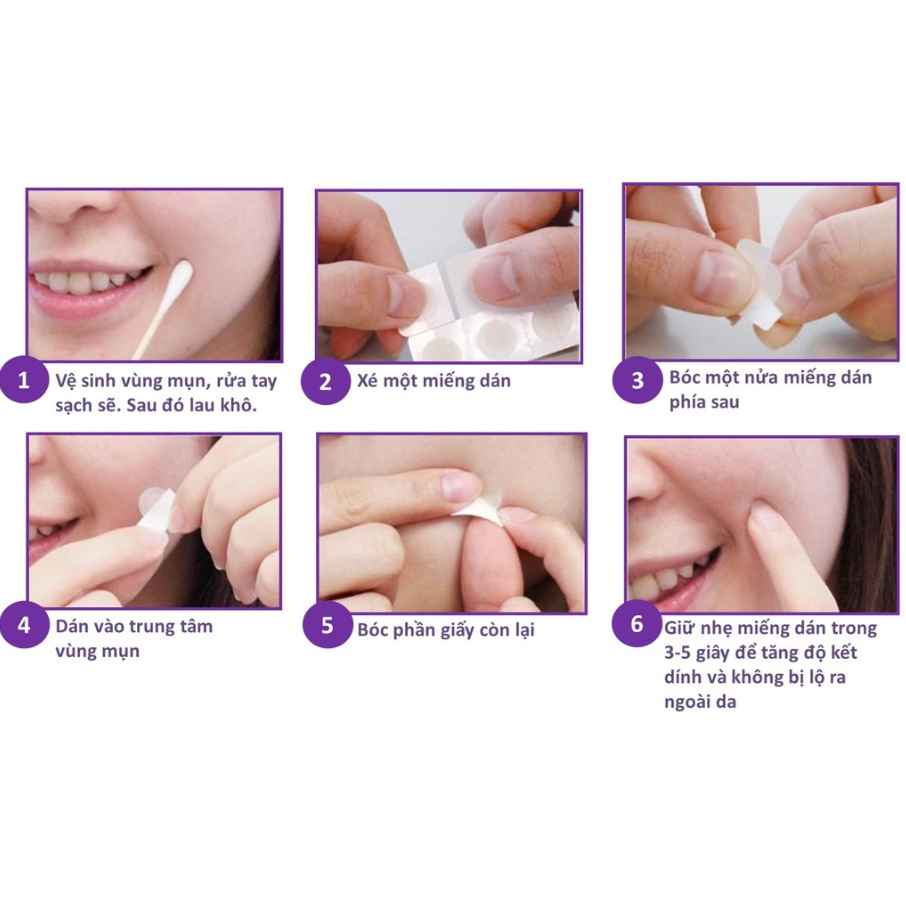 1
Vệ sinh vùng mụn, rửa tay
sạch sẽ. Sau đó lau khô.
2
Xé một miếng dán
3
Bóc một nửa miếng dán
phía sau
4
Dán vào trung tâm
vùng mụn
5
Bóc phần giấy còn lại
6
Giữ nhẹ miếng dán trong
3-5 giây để tăng độ kết
dính và không bị lộ ra
ngoài da